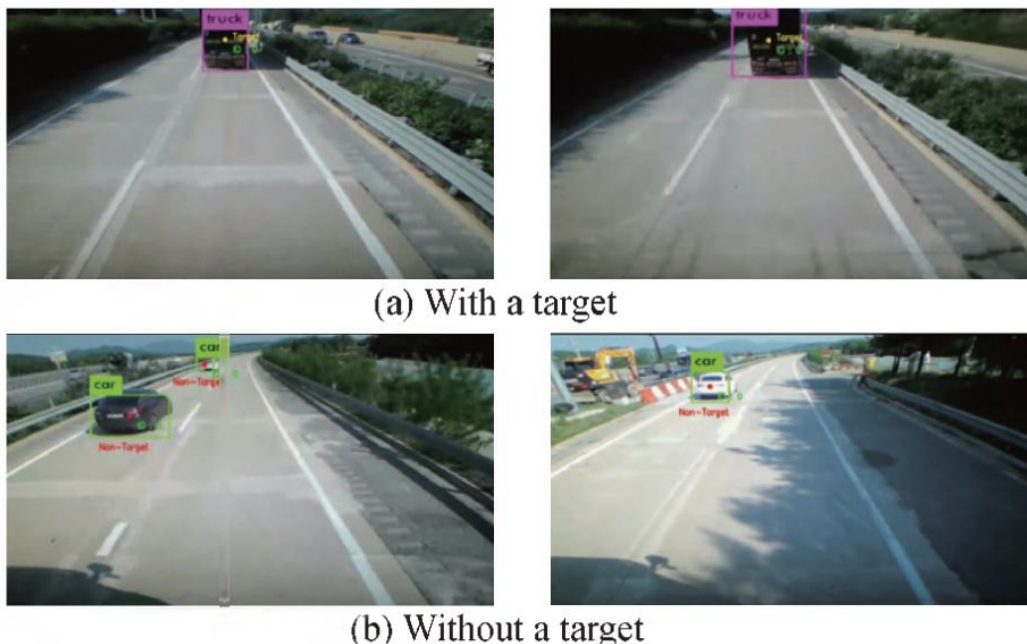 truck
Target
truck
Target
(a) With a target
car
car
Non-Target
Non-Target
car
Non-Target
(b) Without a target